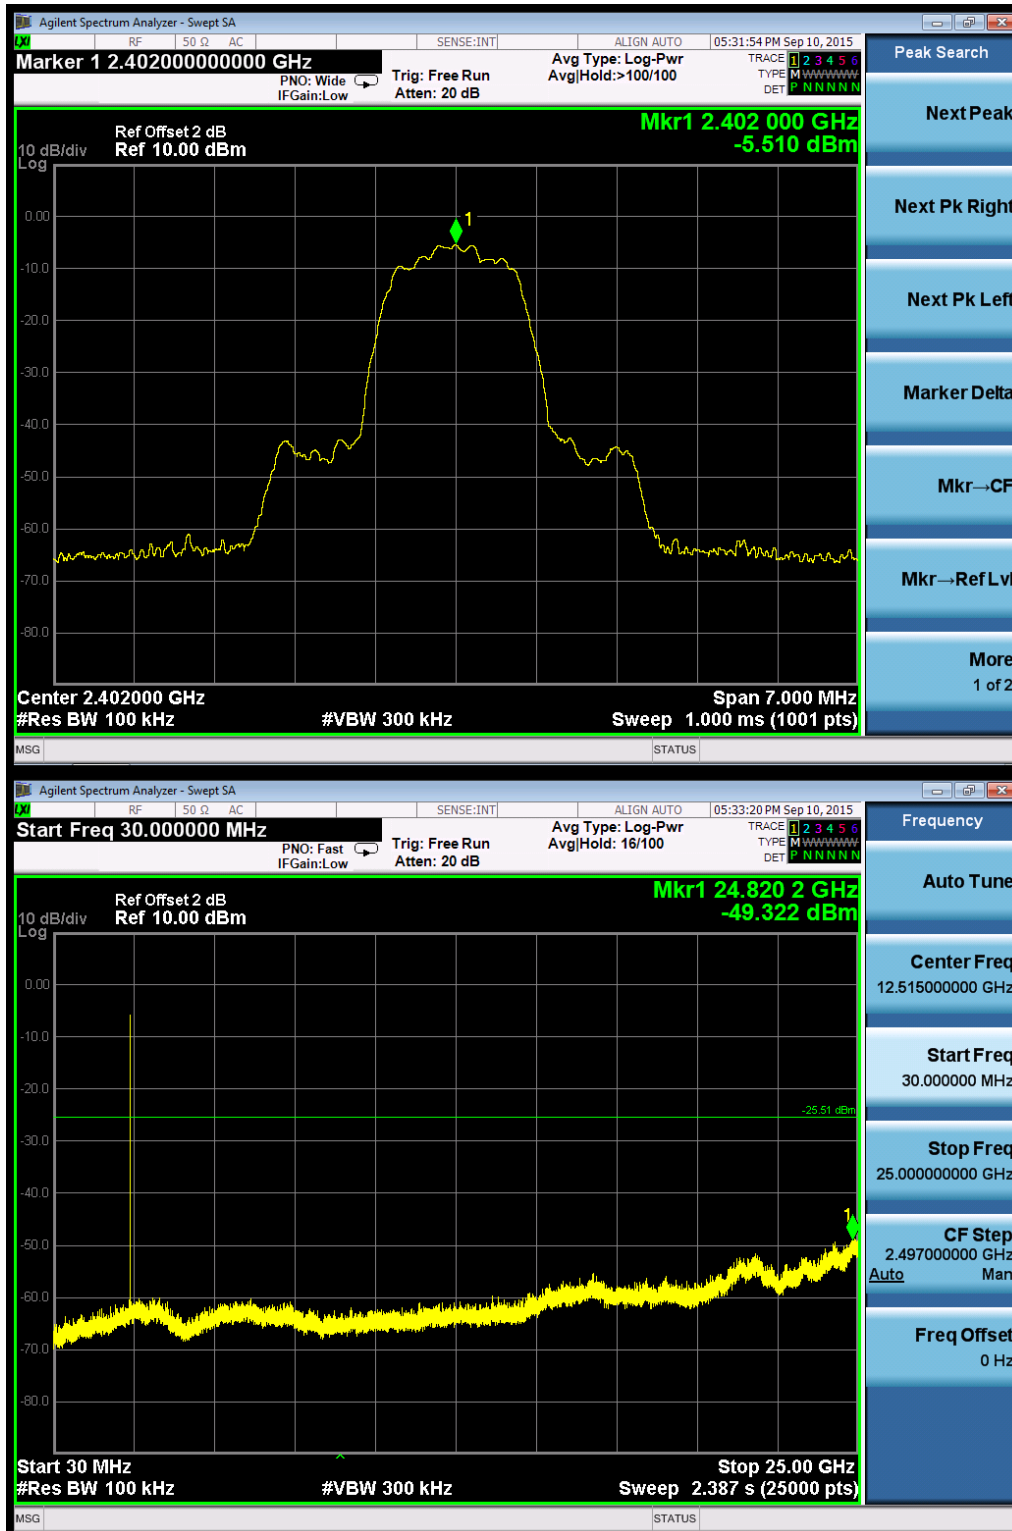 Agilent Spectrum Analyzer - Swept SA
LXI RF 50 Ω AC SENSE:INT ALIGN AUTO 05:31:54 PM Sep 10, 2015
Marker 1 2.402000000000 GHz
PNO: Wide
IFGain:Low
Trig: Free Run
Atten: 20 dB
Avg Type: Log-Pwr
Avg|Hold:>100/100
TRACE 1 2 3 4 5 6
TYPE M WWWWW
DET P N N N N N
Peak Search
Mkr1 2.402 000 GHz
-5.510 dBm
Ref Offset 2 dB
10 dB/div Ref 10.00 dBm
Log
1
0.00
-10.0
-20.0
-30.0
-40.0
-50.0
-60.0
-70.0
-80.0
Center 2.402000 GHz Span 7.000 MHz
#Res BW 100 kHz #VBW 300 kHz Sweep 1.000 ms (1001 pts)
MSG STATUS
Next Peak
Next Pk Right
Next Pk Left
Marker Delta
Mkr→CF
Mkr→Ref Lvl
More
1 of 2
Agilent Spectrum Analyzer - Swept SA
LXI RF 50 Ω AC SENSE:INT ALIGN AUTO 05:33:20 PM Sep 10, 2015
Start Freq 30.000000 MHz
PNO: Fast
IFGain:Low
Trig: Free Run
Atten: 20 dB
Avg Type: Log-Pwr
Avg|Hold: 16/100
TRACE 1 2 3 4 5 6
TYPE M WWWWW
DET P N N N N N
Frequency
Mkr1 24.820 2 GHz
-49.322 dBm
Ref Offset 2 dB
10 dB/div Ref 10.00 dBm
Log
0.00
-10.0
-20.0
-25.51 dBm
-30.0
-40.0
1
-50.0
-60.0
-70.0
-80.0
Start 30 MHz Stop 25.00 GHz
#Res BW 100 kHz #VBW 300 kHz Sweep 2.387 s (25000 pts)
MSG STATUS
Auto Tune
Center Freq
12.515000000 GHz
Start Freq
30.000000 MHz
Stop Freq
25.000000000 GHz
CF Step
2.497000000 GHz
Auto Man
Freq Offset
0 Hz